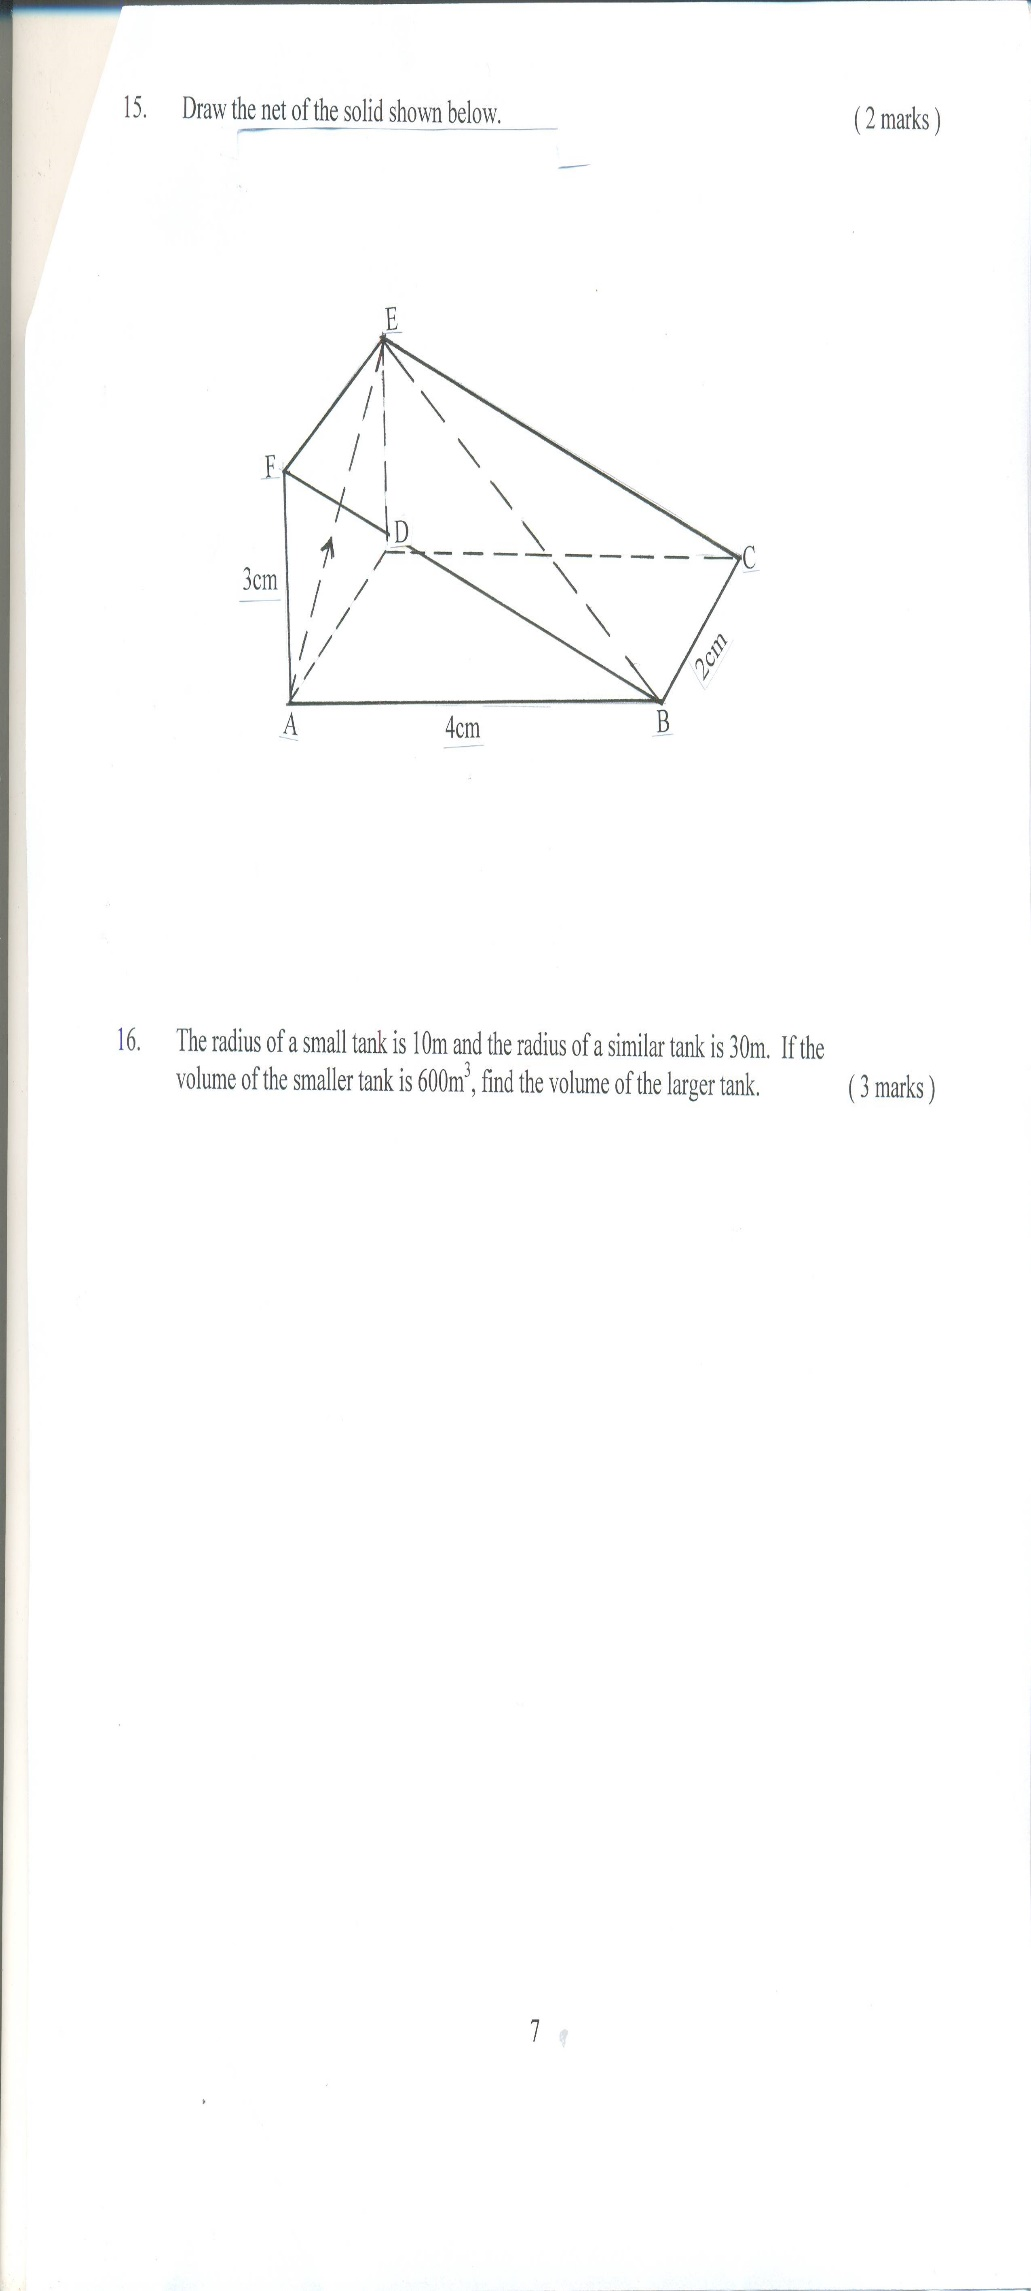 15. Draw the net of the solid shown below. ( 2 marks )
E
F
D
C
3cm
2cm
A
4cm
B
16. The radius of a small tank is 10m and the radius of a similar tank is 30m. If the
volume of the smaller tank is 600m³, find the volume of the larger tank. ( 3 marks )
7